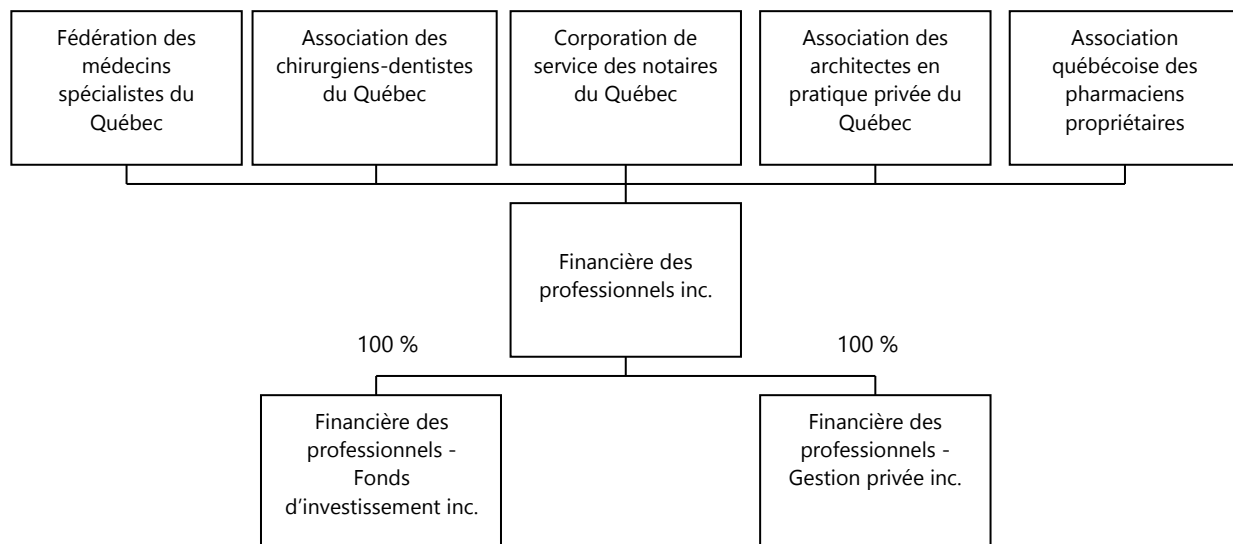 Fédération des
médecins
spécialistes du
Québec
Association des
chirurgiens-dentistes
du Québec
Corporation de
service des notaires
du Québec
Association des
architectes en
pratique privée du
Québec
Association
québécoise des
pharmaciens
propriétaires
Financière des
professionnels inc.
100 %
100 %
Financière des
professionnels -
Fonds
d’investissement inc.
Financière des
professionnels -
Gestion privée inc.